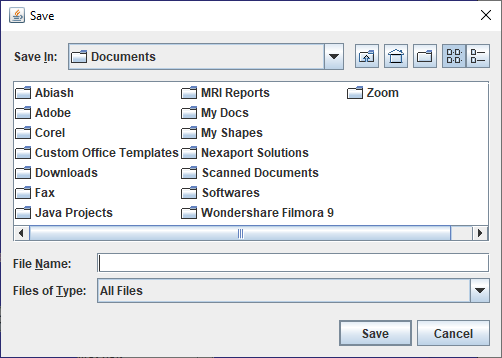 Save
Save In: Documents
Abiash
Adobe
Corel
Custom Office Templates
Downloads
Fax
Java Projects
MRI Reports
My Docs
My Shapes
Nexaport Solutions
Scanned Documents
Softwares
Wondershare Filmora 9
Zoom
File Name:
Files of Type: All Files
Save Cancel